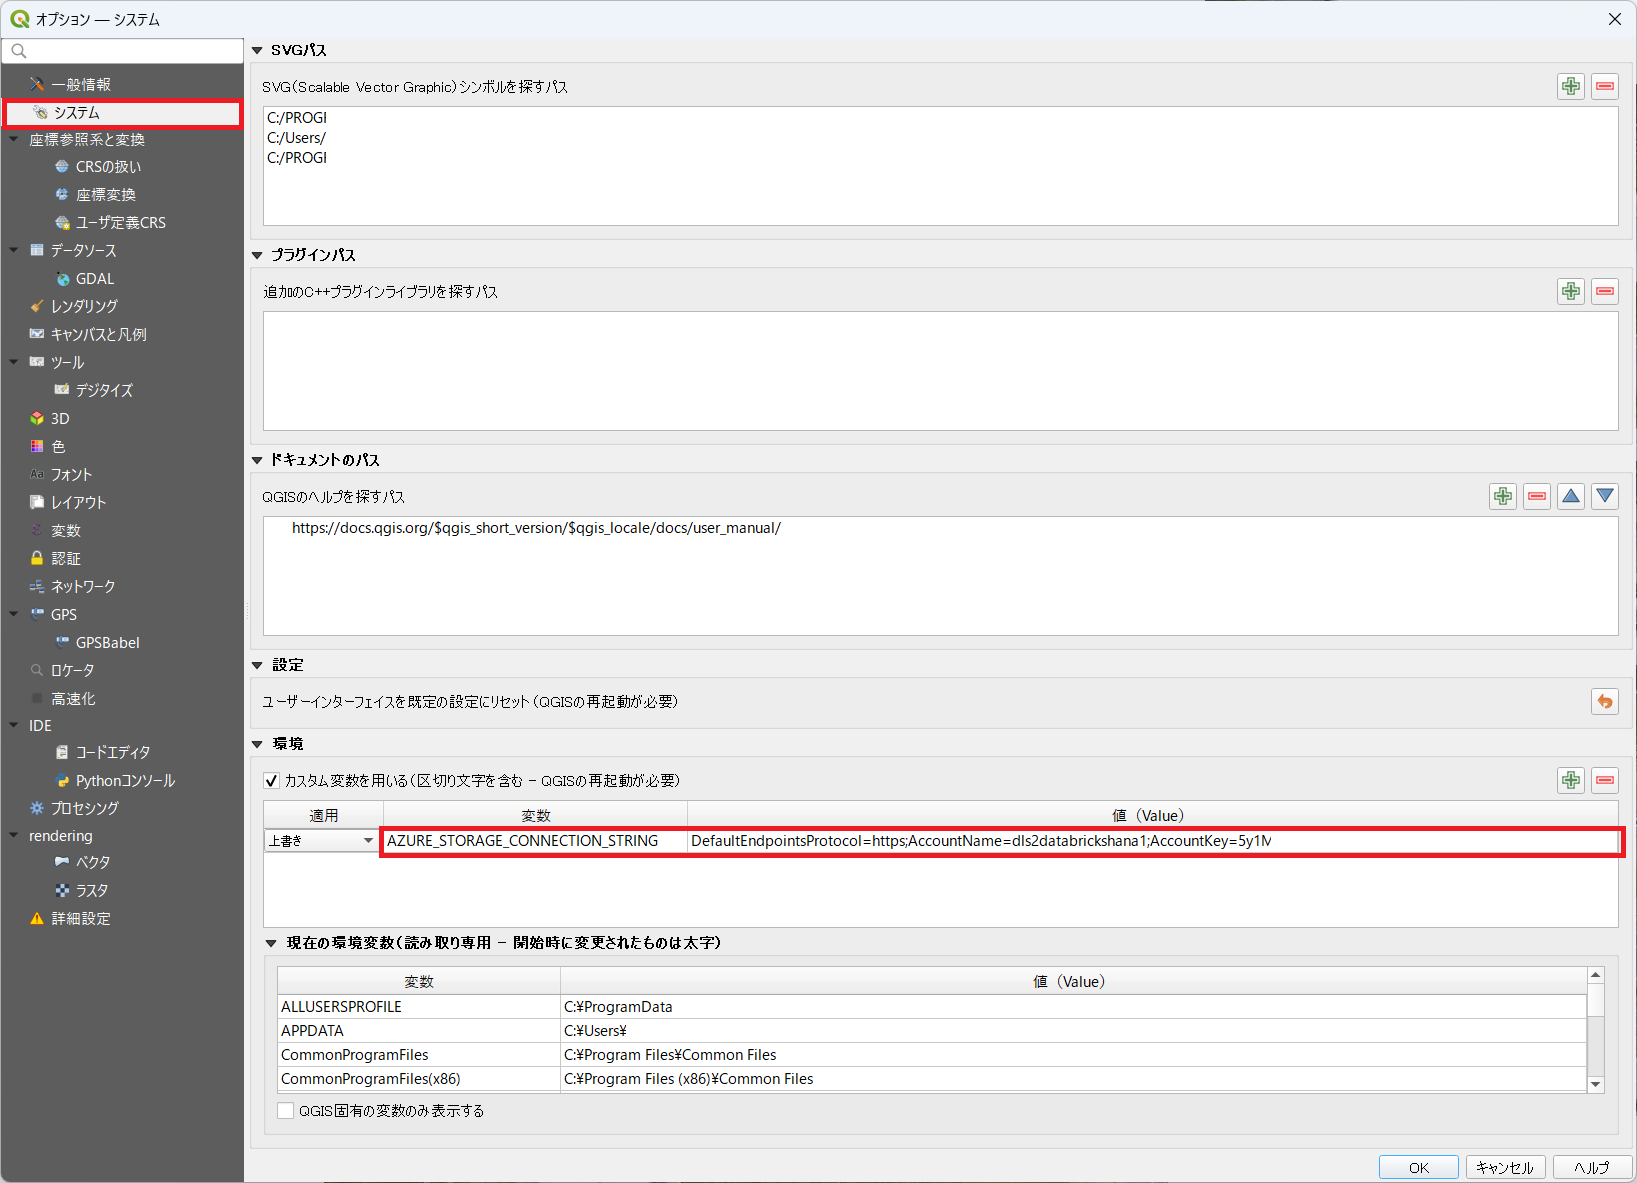 オプション — システム
一般情報
システム
座標参照系と変換
CRSの扱い
座標変換
ユーザ定義CRS
データソース
GDAL
レンダリング
キャンバスと凡例
ツール
デジタイズ
3D
色
フォント
レイアウト
変数
認証
ネットワーク
GPS
GPSBabel
ロケータ
高速化
IDE
コードエディタ
Pythonコンソール
プロセシング
rendering
ベクタ
ラスタ
詳細設定
SVGパス
SVG(Scalable Vector Graphic)シンボルを探すパス
C:/PROGI
C:/Users/
C:/PROGI
プラグインパス
追加のC++プラグインライブラリを探すパス
ドキュメントのパス
QGISのヘルプを探すパス
https://docs.qgis.org/$qgis_short_version/$qgis_locale/docs/user_manual/
設定
ユーザーインターフェイスを既定の設定にリセット(QGISの再起動が必要)
環境
カスタム変数を用いる(区切り文字を含む - QGISの再起動が必要)
適用 変数 値 (Value)
上書き AZURE_STORAGE_CONNECTION_STRING DefaultEndpointsProtocol=https;AccountName=dls2databrickshana1;AccountKey=5y1M
現在の環境変数(読み取り専用 - 開始時に変更されたものは太字)
変数 値 (Value)
ALLUSERSPROFILE C:¥ProgramData
APPDATA C:¥Users¥
CommonProgramFiles C:¥Program Files¥Common Files
CommonProgramFiles(x86) C:¥Program Files (x86)¥Common Files
QGIS固有の変数のみ表示する
OK キャンセル ヘルプ